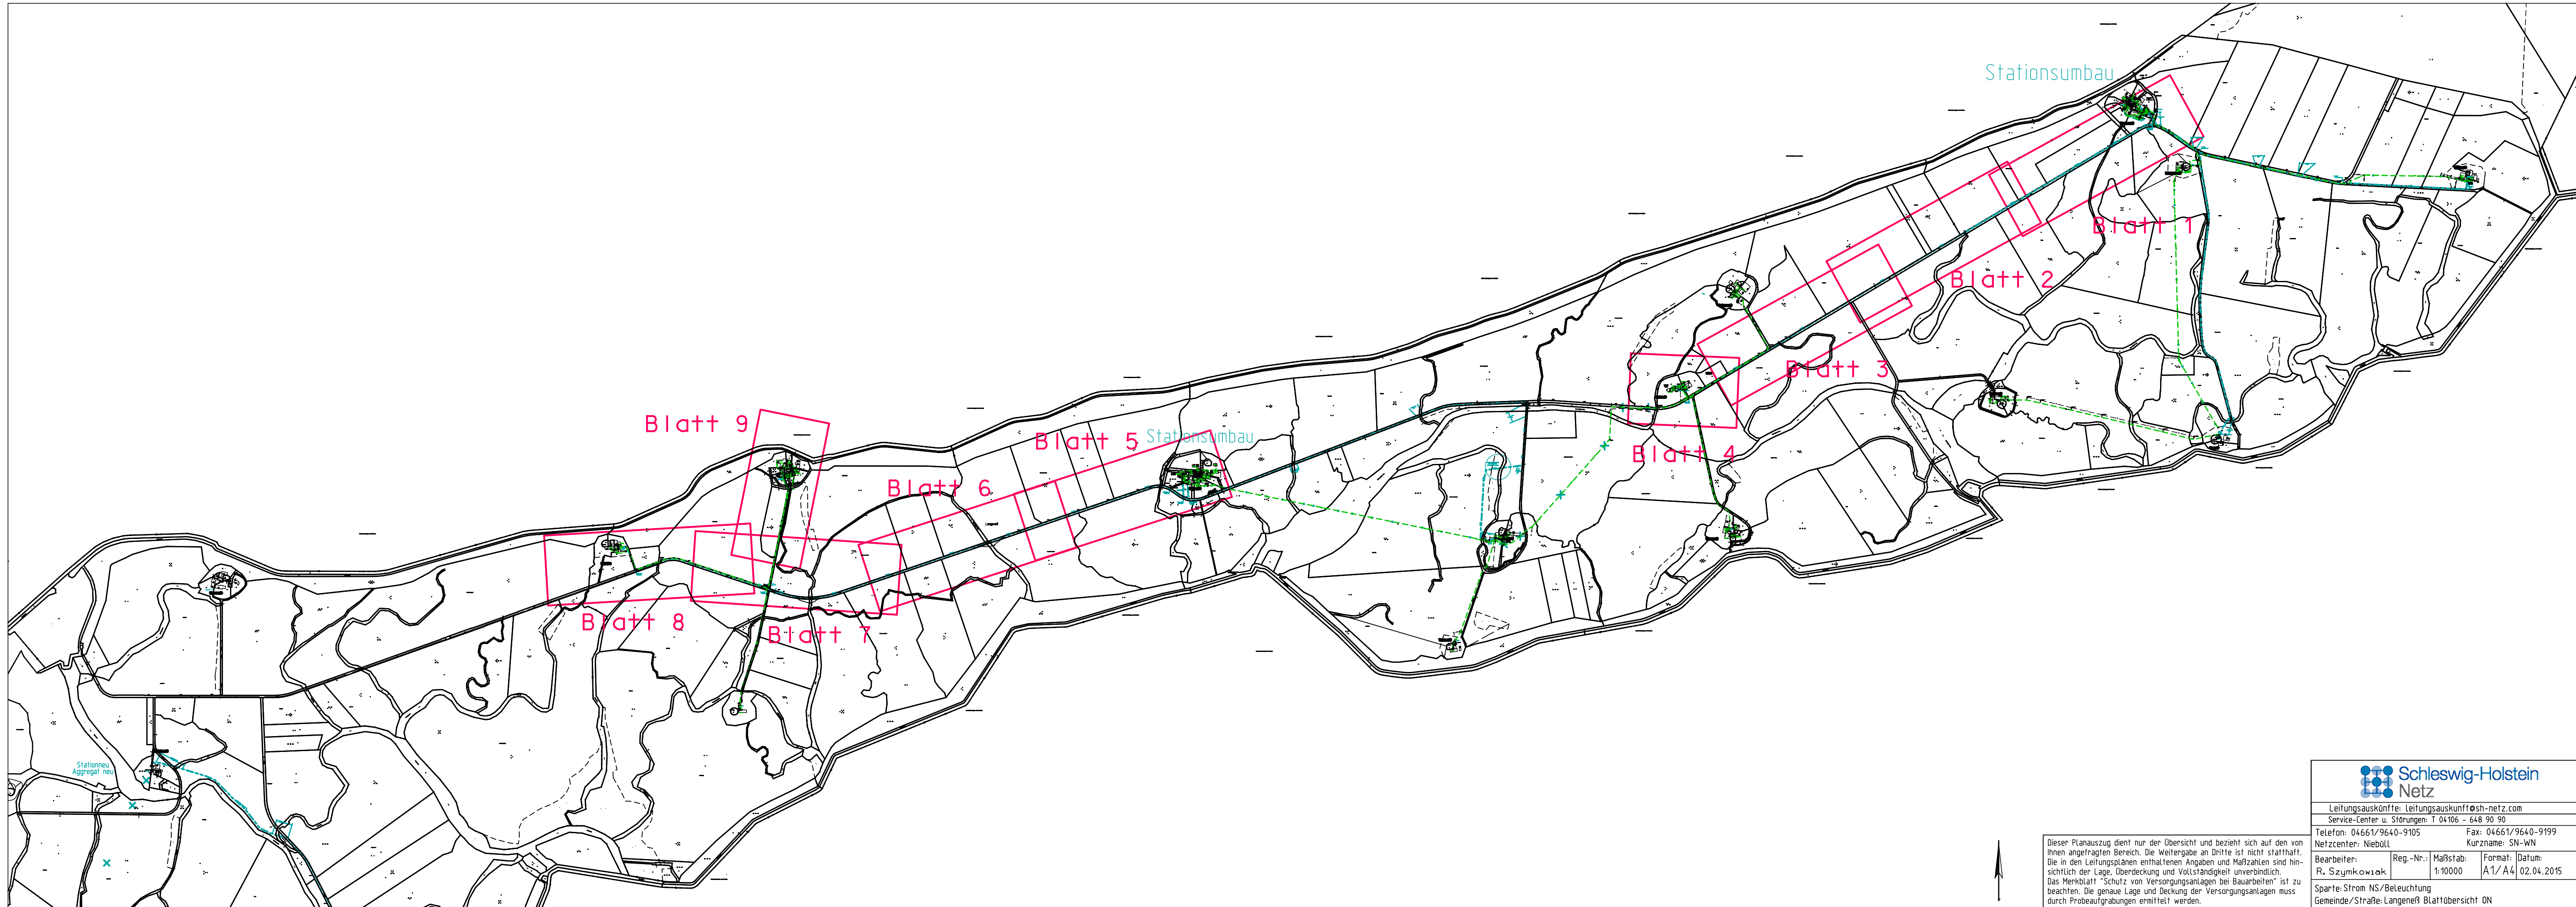 Stationsumbau
Blatt 1
Blatt 2
Blatt 3
Blatt 4
Stationsumbau
Blatt 5
Blatt 6
Blatt 9
Blatt 7
Blatt 8
Langeneß
Stationneu
Aggregat neu
Dieser Planauszug dient nur der Übersicht und bezieht sich auf den von
Ihnen angefragten Bereich. Die Weitergabe an Dritte ist nicht statthaft.
Die in den Leitungsplänen enthaltenen Angaben und Maßzahlen sind hin-
sichtlich der Lage, Überdeckung und Vollständigkeit unverbindlich.
Das Merkblatt "Schutz von Versorgungsanlagen bei Bauarbeiten" ist zu
beachten. Die genaue Lage und Deckung der Versorgungsanlagen muss
durch Probeaufgrabungen ermittelt werden.
Schleswig-Holstein
Netz
Leitungsauskünfte: leitungsauskunft@sh-netz.com
Service-Center u. Störungen: T 04106 - 648 90 90
Telefon: 04661/9640-9105 Fax: 04661/9640-9199
Netzcenter: Niebüll Kurzname: SN-WN
Bearbeiter: Reg.-Nr.: Maßstab: Format: Datum:
R. Szymkowiak 1:10000 A1/A4 02.04.2015
Sparte: Strom NS/Beleuchtung
Gemeinde/Straße: Langeneß Blattübersicht ON